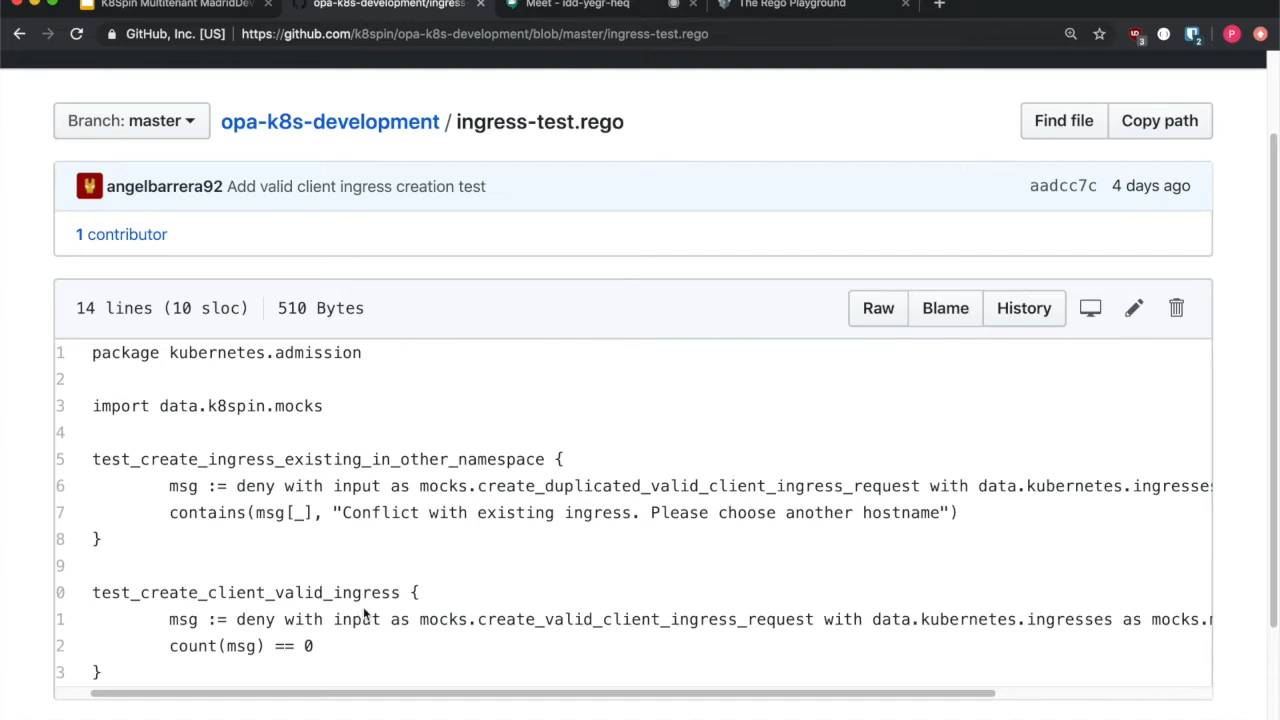 K8Spin Multitenant MadridDev
opa-k8s-development/ingress
Meet - idd-yegr-heq
The Rego Playground
GitHub, Inc. [US] | https://github.com/k8spin/opa-k8s-development/blob/master/ingress-test.rego
3
2
P
Branch: master
opa-k8s-development / ingress-test.rego
Find file
Copy path
angelbarrera92 Add valid client ingress creation test
aadcc7c 4 days ago
1 contributor
14 lines (10 sloc) 510 Bytes
Raw
Blame
History
1 package kubernetes.admission
2
3 import data.k8spin.mocks
4
5 test_create_ingress_existing_in_other_namespace {
6 msg := deny with input as mocks.create_duplicated_valid_client_ingress_request with data.kubernetes.ingresses
7 contains(msg[_], "Conflict with existing ingress. Please choose another hostname")
8 }
9
0 test_create_client_valid_ingress {
1 msg := deny with input as mocks.create_valid_client_ingress_request with data.kubernetes.ingresses as mocks.
2 count(msg) == 0
3 }